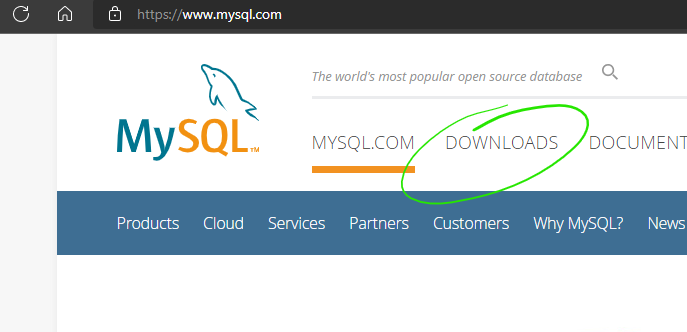 https://www.mysql.com
The world's most popular open source database
MySQL™
MYSQL.COM DOWNLOADS DOCUMENT
Products Cloud Services Partners Customers Why MySQL? News